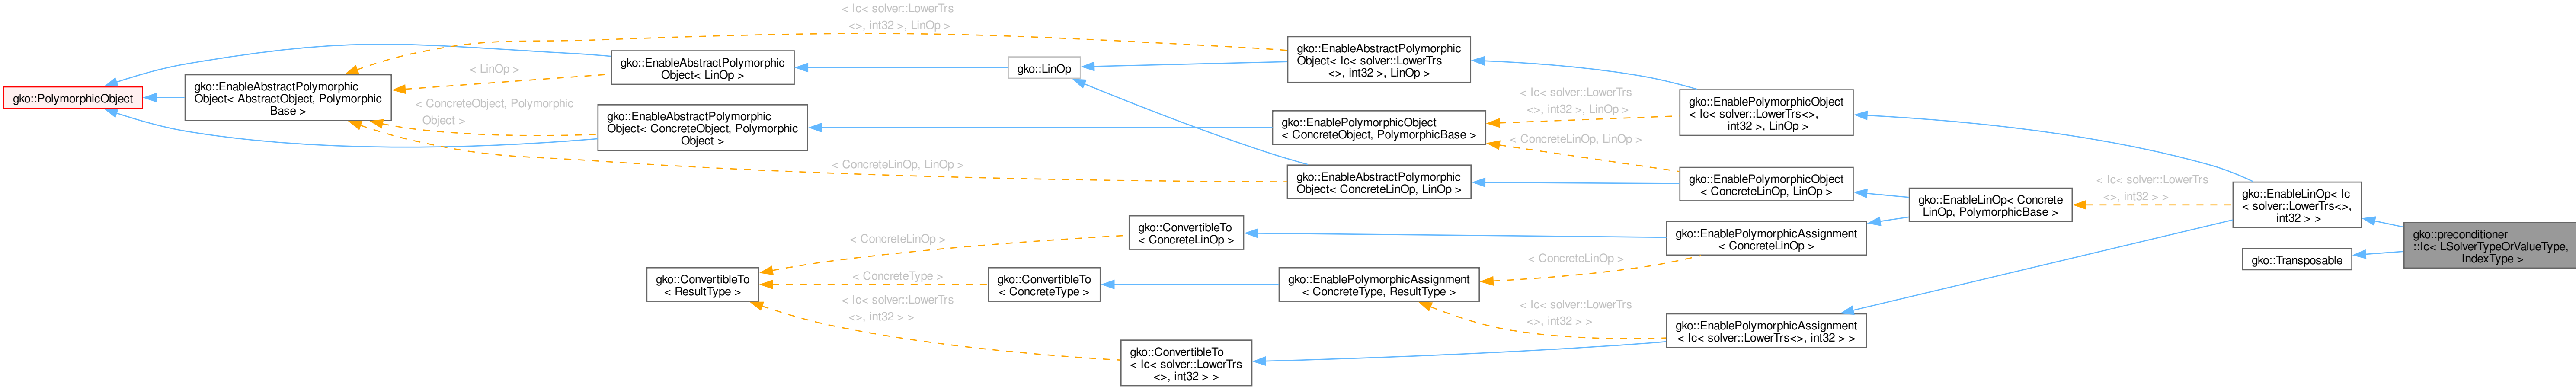 gko::PolymorphicObject
gko::EnableAbstractPolymorphic
Object< AbstractObject, Polymorphic
Base >
< Ic< solver::LowerTrs
<>, int32 >, LinOp >
< LinOp >
< ConcreteObject, Polymorphic
Object >
< ConcreteLinOp, LinOp >
gko::EnableAbstractPolymorphic
Object< LinOp >
gko::EnableAbstractPolymorphic
Object< ConcreteObject, Polymorphic
Object >
gko::LinOp
gko::EnableAbstractPolymorphic
Object< Ic< solver::LowerTrs
<>, int32 >, LinOp >
gko::EnablePolymorphicObject
< ConcreteObject, PolymorphicBase >
gko::EnableAbstractPolymorphic
Object< ConcreteLinOp, LinOp >
< Ic< solver::LowerTrs
<>, int32 >, LinOp >
< ConcreteLinOp, LinOp >
gko::EnablePolymorphicObject
< Ic< solver::LowerTrs<>,
int32 >, LinOp >
gko::EnablePolymorphicObject
< ConcreteLinOp, LinOp >
gko::EnableLinOp< Concrete
LinOp, PolymorphicBase >
< Ic< solver::LowerTrs
<>, int32 > >
gko::EnableLinOp< Ic
< solver::LowerTrs<>,
int32 > >
gko::Transposable
gko::preconditioner
::Ic< LSolverTypeOrValueType,
IndexType >
gko::ConvertibleTo
< ResultType >
< ConcreteLinOp >
< ConcreteType >
< Ic< solver::LowerTrs
<>, int32 > >
gko::ConvertibleTo
< ConcreteLinOp >
gko::ConvertibleTo
< ConcreteType >
gko::ConvertibleTo
< Ic< solver::LowerTrs
<>, int32 > >
gko::EnablePolymorphicAssignment
< ConcreteType, ResultType >
< ConcreteLinOp >
< Ic< solver::LowerTrs
<>, int32 > >
gko::EnablePolymorphicAssignment
< ConcreteLinOp >
gko::EnablePolymorphicAssignment
< Ic< solver::LowerTrs<>, int32 > >